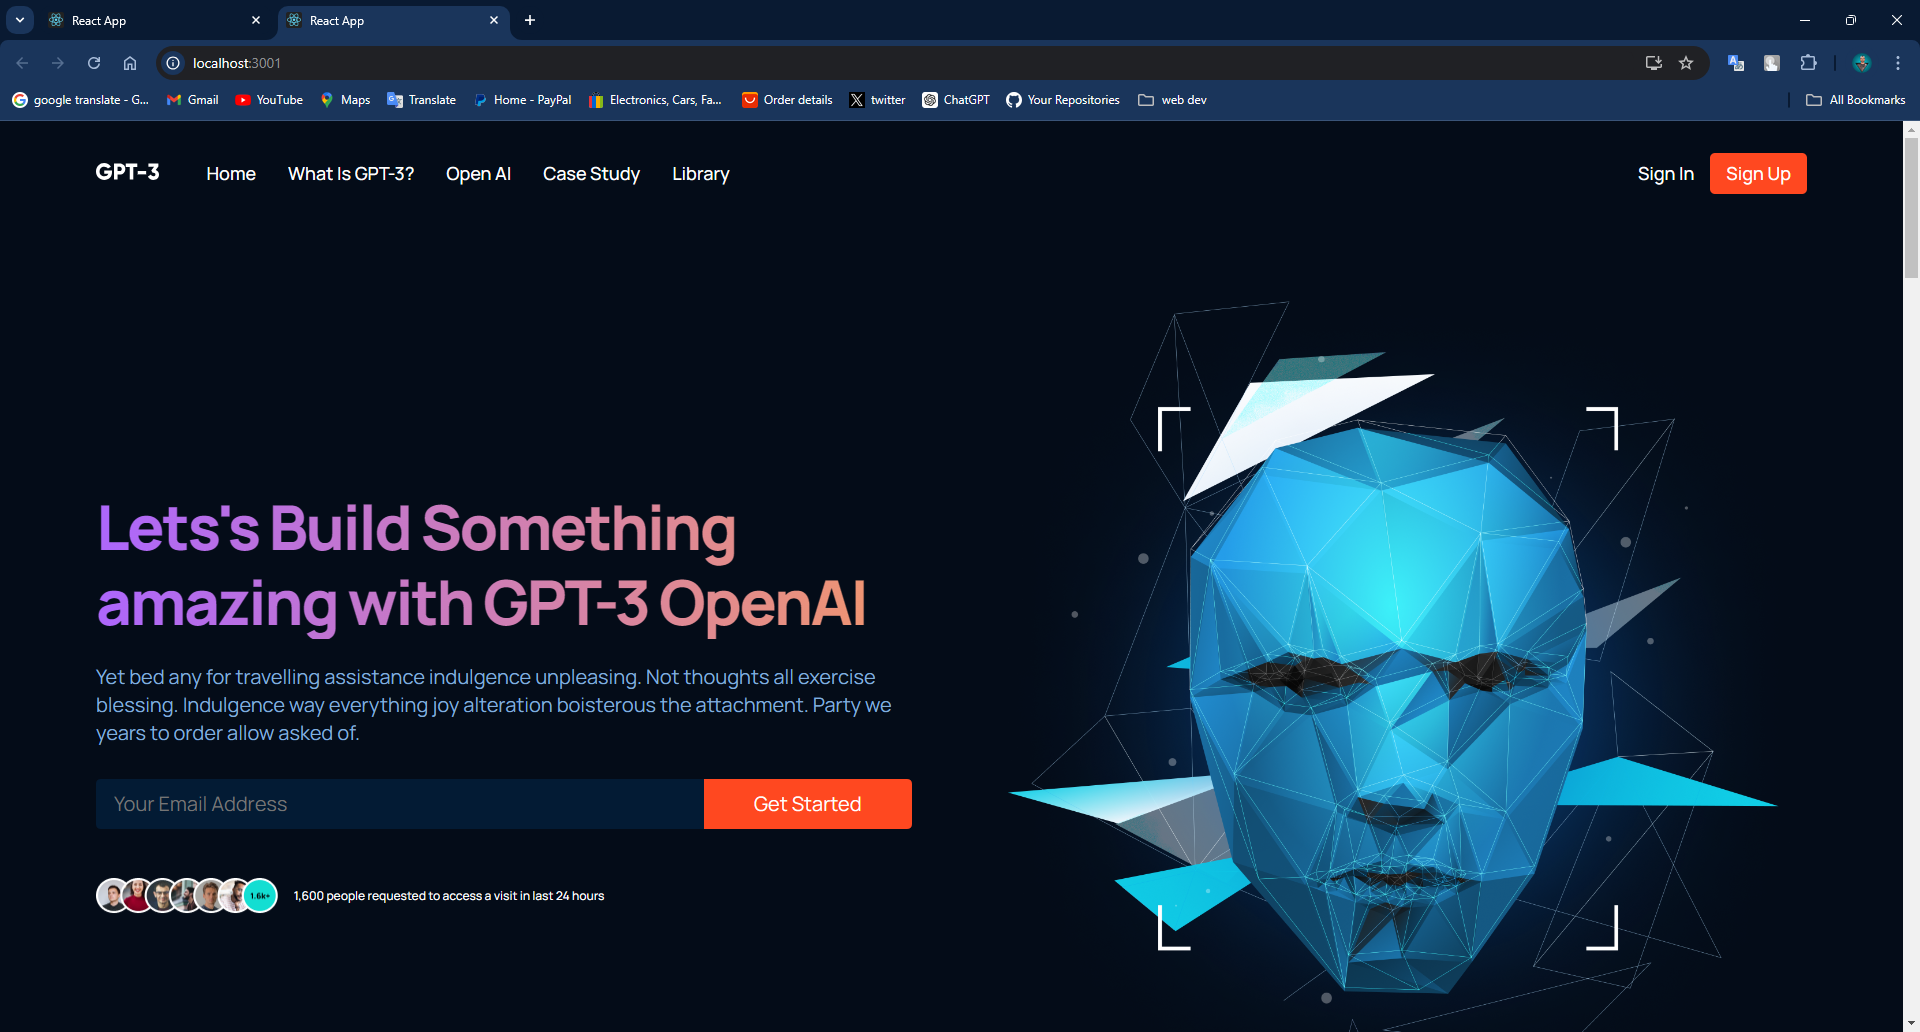 React App
React App
localhost:3001
google translate - G...
Gmail
YouTube
Maps
Translate
Home - PayPal
Electronics, Cars, Fa...
Order details
twitter
ChatGPT
Your Repositories
web dev
All Bookmarks
GPT-3
Home
What Is GPT-3?
Open AI
Case Study
Library
Sign In
Sign Up
Lets's Build Something
amazing with GPT-3 OpenAI
Yet bed any for travelling assistance indulgence unpleasing. Not thoughts all exercise
blessing. Indulgence way everything joy alteration boisterous the attachment. Party we
years to order allow asked of.
Your Email Address
Get Started
1.6k+
1,600 people requested to access a visit in last 24 hours